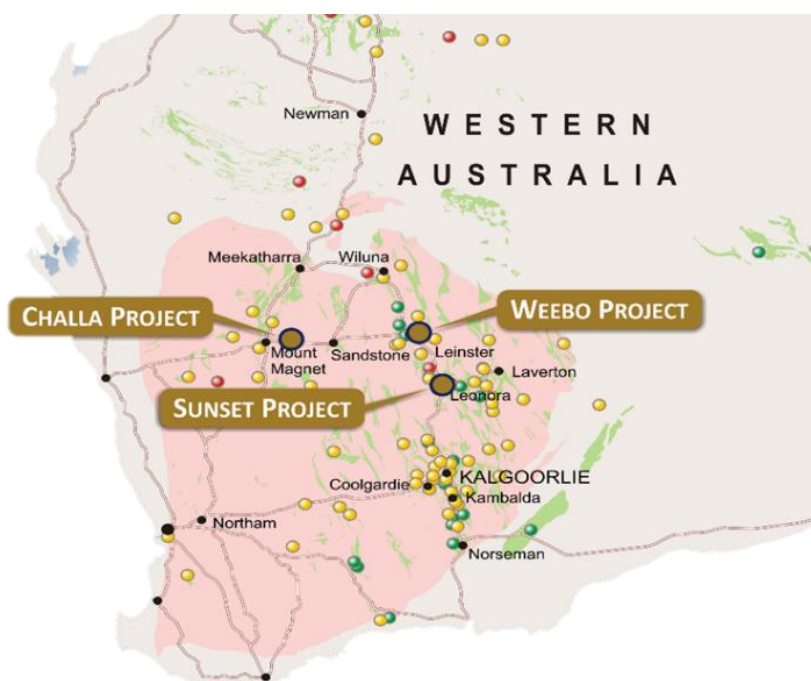 Newman
WESTERN
AUSTRALIA
Meekatharra
Wiluna
CHALLA PROJECT
WEEBO PROJECT
Mount
Magnet
Sandstone
Leinster
Laverton
SUNSET PROJECT
Leonora
KALGOORLIE
Coolgardie
Kambalda
Northam
Norseman